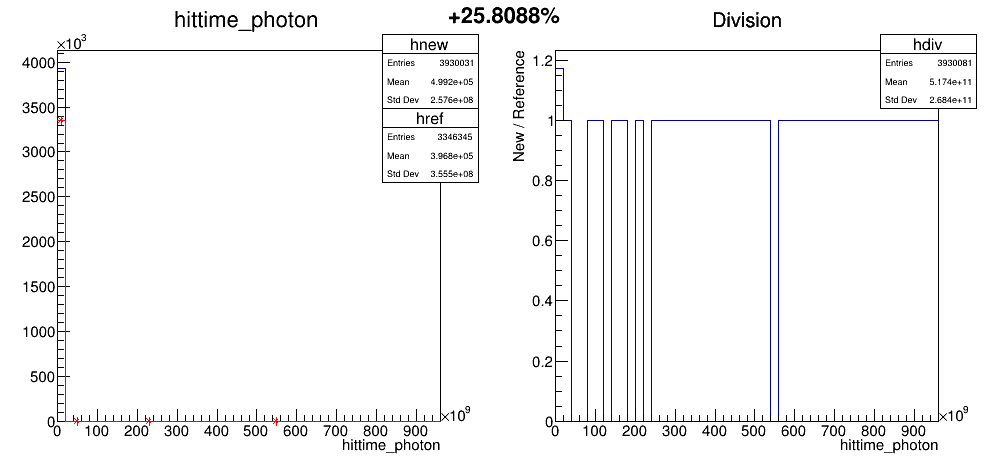 hittime_photon
+25.8088%
Division
×10³
hnew
Entries 3930031
Mean 4.992e+05
Std Dev 2.576e+08
href
Entries 3346345
Mean 3.968e+05
Std Dev 3.555e+08
4000
3500
3000
2500
2000
1500
1000
500
0
0 100 200 300 400 500 600 700 800 900
×10⁹
hittime_photon
hdiv
Entries 3930081
Mean 5.174e+11
Std Dev 2.684e+11
New / Reference
1.2
1
0.8
0.6
0.4
0.2
0
0 100 200 300 400 500 600 700 800 900
×10⁹
hittime_photon